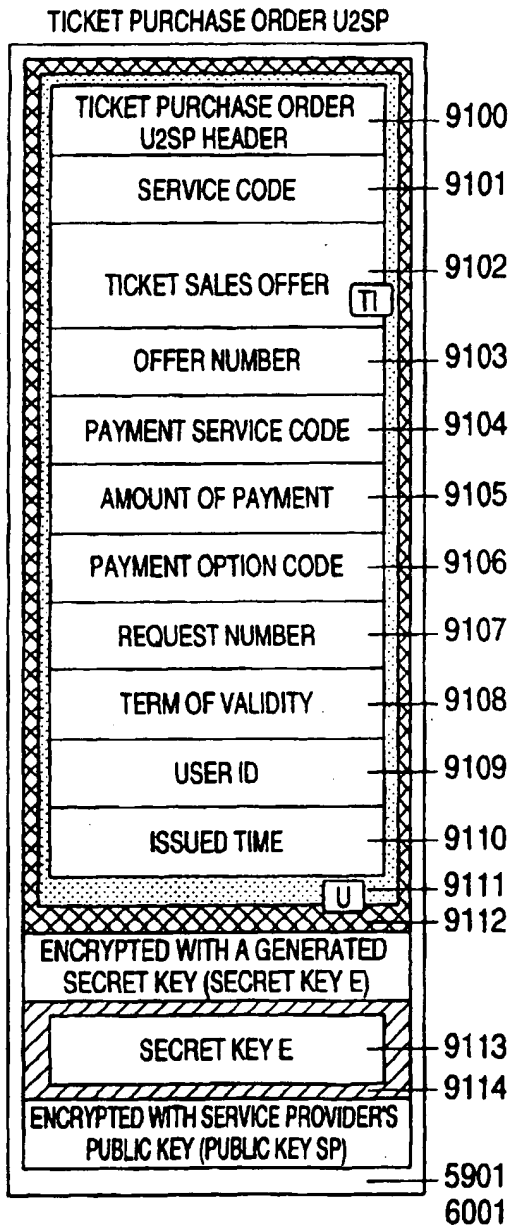 TICKET PURCHASE ORDER U2SP
TICKET PURCHASE ORDER
U2SP HEADER
9100
SERVICE CODE
9101
TICKET SALES OFFER
9102
TI
OFFER NUMBER
9103
PAYMENT SERVICE CODE
9104
AMOUNT OF PAYMENT
9105
PAYMENT OPTION CODE
9106
REQUEST NUMBER
9107
TERM OF VALIDITY
9108
USER ID
9109
ISSUED TIME
9110
U
9111
9112
ENCRYPTED WITH A GENERATED
SECRET KEY (SECRET KEY E)
SECRET KEY E
9113
9114
ENCRYPTED WITH SERVICE PROVIDER'S
PUBLIC KEY (PUBLIC KEY SP)
5901
6001